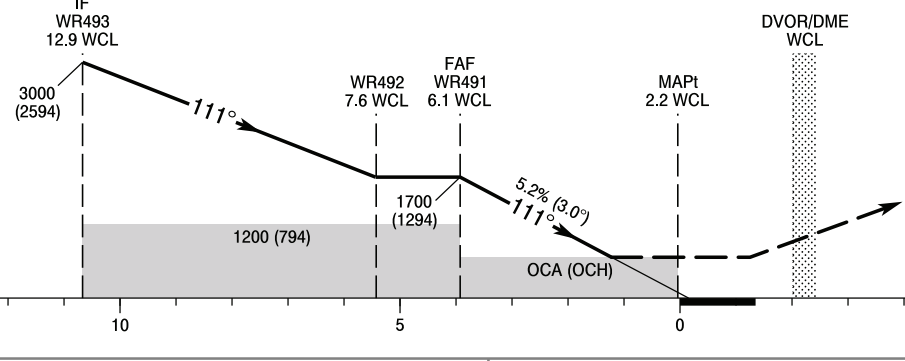 IF
WR493
12.9 WCL
DVOR/DME
WCL
FAF
WR492
WR491
MAPt
7.6 WCL
6.1 WCL
2.2 WCL
3000
(2594)
111°
5.2% (3.0°)
1700
(1294)
111°
1200 (794)
OCA (OCH)
10
5
0